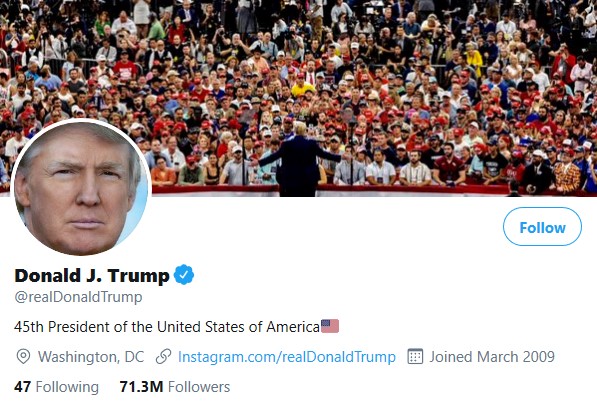 Follow
Donald J. Trump
@realDonaldTrump
45th President of the United States of America🇺🇸
Washington, DC Instagram.com/realDonaldTrump Joined March 2009
47 Following 71.3M Followers